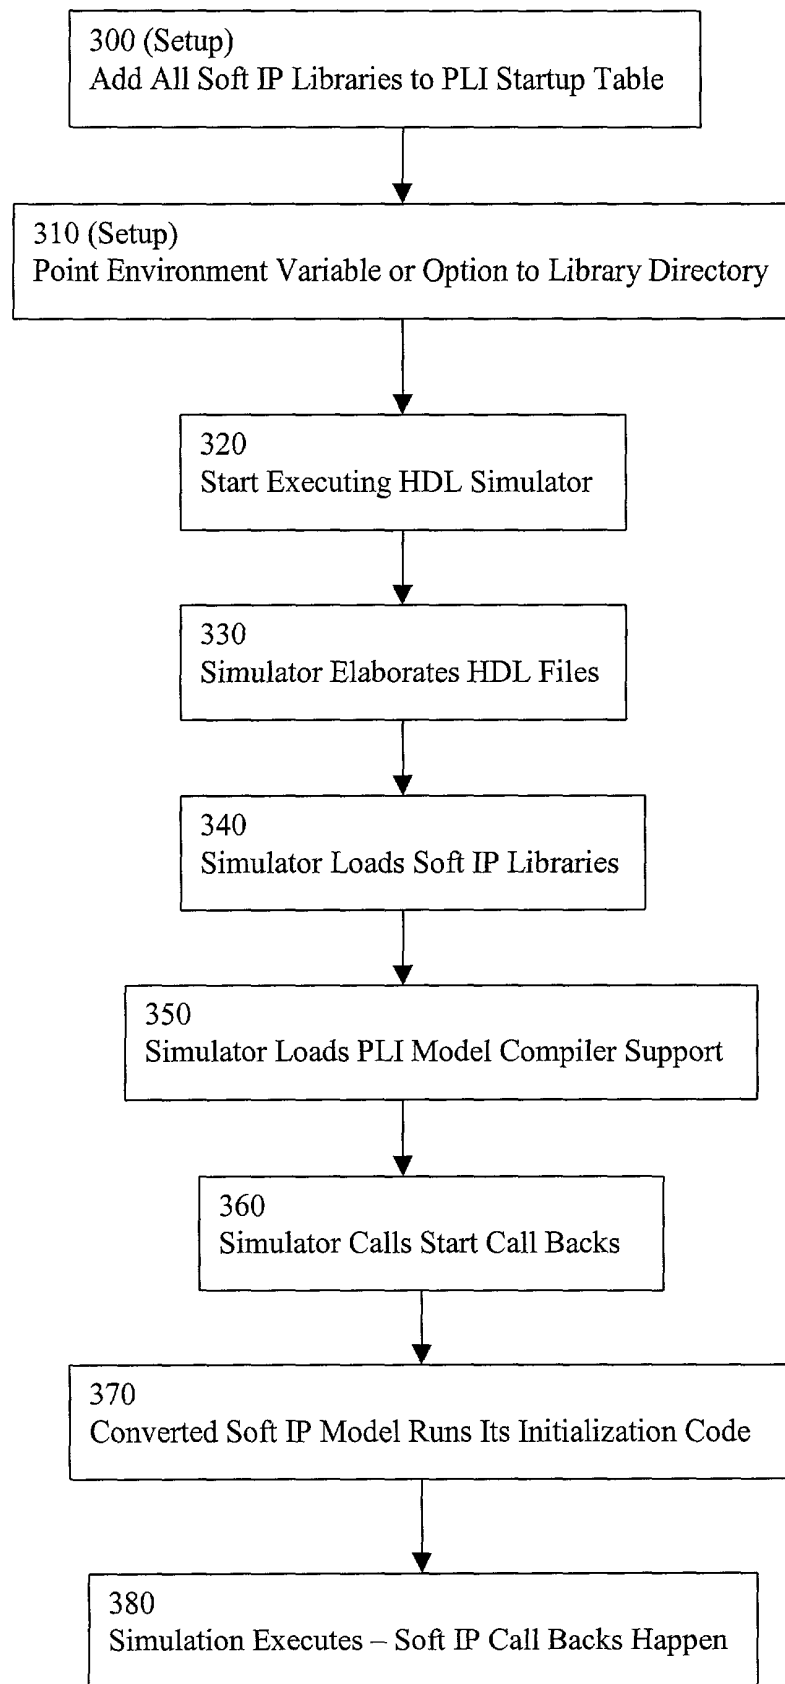 300 (Setup)
Add All Soft IP Libraries to PLI Startup Table
310 (Setup)
Point Environment Variable or Option to Library Directory
320
Start Executing HDL Simulator
330
Simulator Elaborates HDL Files
340
Simulator Loads Soft IP Libraries
350
Simulator Loads PLI Model Compiler Support
360
Simulator Calls Start Call Backs
370
Converted Soft IP Model Runs Its Initialization Code
380
Simulation Executes – Soft IP Call Backs Happen